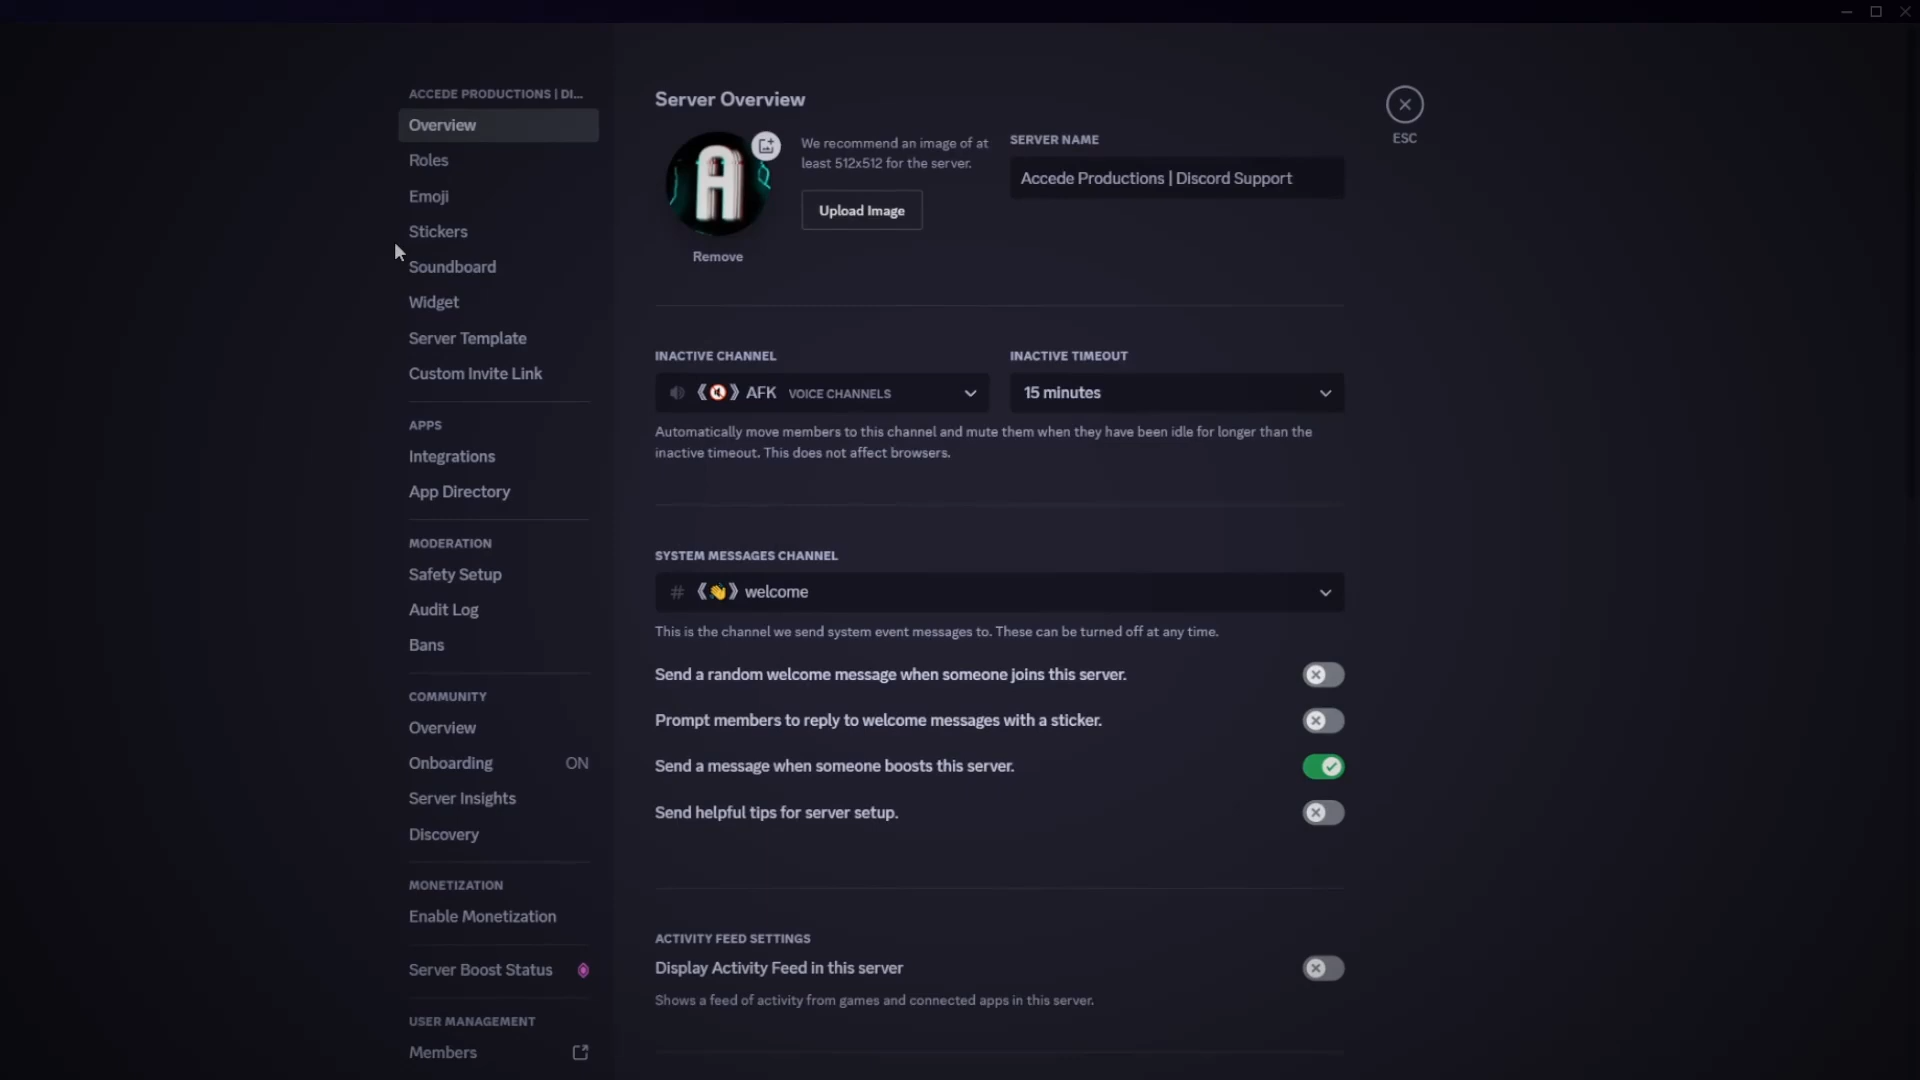 ACCEDE PRODUCTIONS | DI...
Overview
Roles
Emoji
Stickers
Soundboard
Widget
Server Template
Custom Invite Link
APPS
Integrations
App Directory
MODERATION
Safety Setup
Audit Log
Bans
COMMUNITY
Overview
Onboarding ON
Server Insights
Discovery
MONETIZATION
Enable Monetization
Server Boost Status
USER MANAGEMENT
Members
Server Overview
A
We recommend an image of at
least 512x512 for the server.
Upload Image
Remove
SERVER NAME
Accede Productions | Discord Support
ESC
INACTIVE CHANNEL
《🔇》 AFK VOICE CHANNELS
INACTIVE TIMEOUT
15 minutes
Automatically move members to this channel and mute them when they have been idle for longer than the
inactive timeout. This does not affect browsers.
SYSTEM MESSAGES CHANNEL
# 《👋》 welcome
This is the channel we send system event messages to. These can be turned off at any time.
Send a random welcome message when someone joins this server.
Prompt members to reply to welcome messages with a sticker.
Send a message when someone boosts this server.
Send helpful tips for server setup.
ACTIVITY FEED SETTINGS
Display Activity Feed in this server
Shows a feed of activity from games and connected apps in this server.